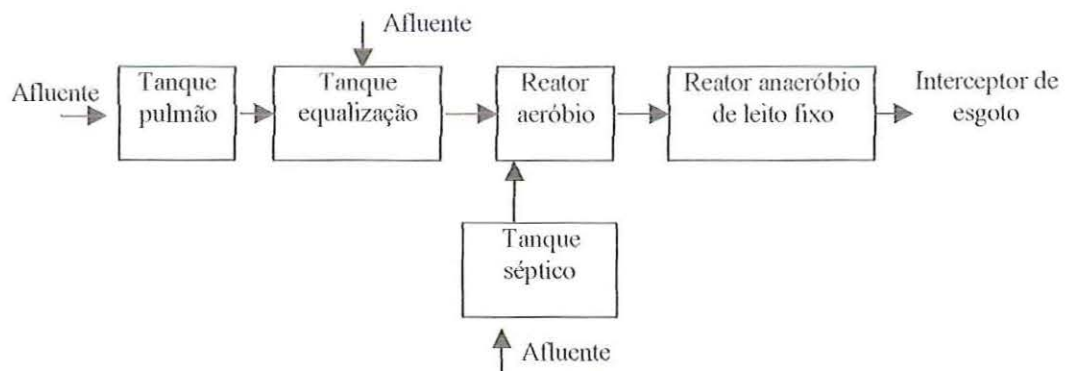 Afluente
Afluente
Tanque
pulmão
Tanque
equalização
Reator
aeróbio
Reator anaeróbio
de leito fixo
Interceptor de
esgoto
Tanque
séptico
Afluente